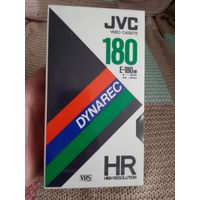 JVC
VIDEO CASSETTE
180
E-180
DYNAREC
HR
HIGH RESOLUTION
VHS